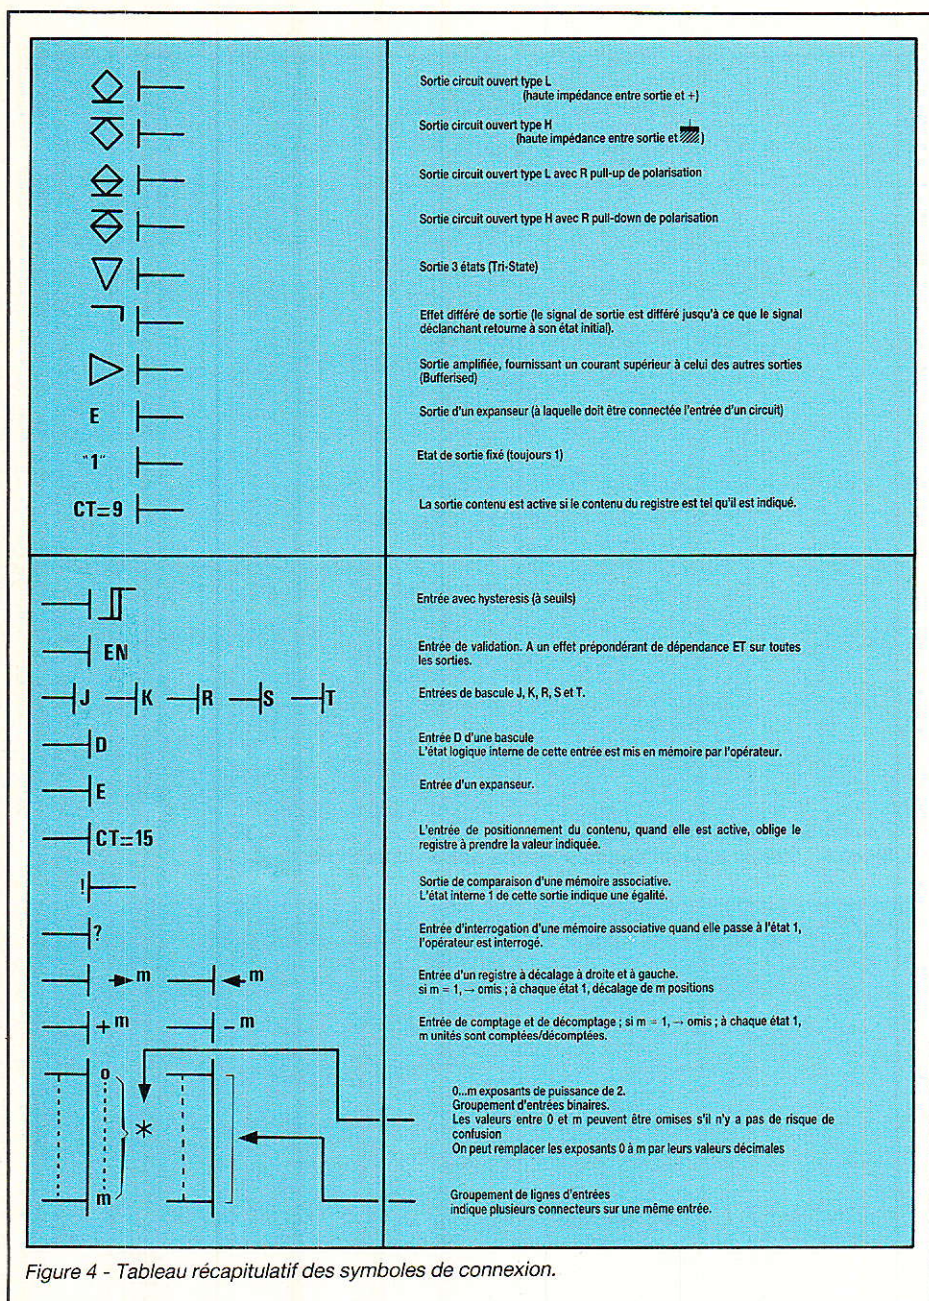 Sortie circuit ouvert type L
(haute impédance entre sortie et +)
Sortie circuit ouvert type H
(haute impédance entre sortie et )
Sortie circuit ouvert type L avec R pull-up de polarisation
Sortie circuit ouvert type H avec R pull-down de polarisation
Sortie 3 états (Tri-State)
Effet différé de sortie (le signal de sortie est différé jusqu'à ce que le signal
déclanchant retourne à son état initial).
Sortie amplifiée, fournissant un courant supérieur à celui des autres sorties
(Bufferised)
E
Sortie d'un expanseur (à laquelle doit être connectée l'entrée d'un circuit)
"1"
Etat de sortie fixé (toujours 1)
CT=9
La sortie contenu est active si le contenu du registre est tel qu'il est indiqué.
Entrée avec hysteresis (à seuils)
EN
Entrée de validation. A un effet prépondérant de dépendance ET sur toutes
les sorties.
J K R S T
Entrées de bascule J, K, R, S et T.
D
Entrée D d'une bascule
L'état logique interne de cette entrée est mis en mémoire par l'opérateur.
E
Entrée d'un expanseur.
CT=15
L'entrée de positionnement du contenu, quand elle est active, oblige le
registre à prendre la valeur indiquée.
!
Sortie de comparaison d'une mémoire associative.
L'état interne 1 de cette sortie indique une égalité.
?
Entrée d'interrogation d'une mémoire associative quand elle passe à l'état 1,
l'opérateur est interrogé.
→m ←m
Entrée d'un registre à décalage à droite et à gauche.
si m = 1, → omis ; à chaque état 1, décalage de m positions
+m −m
Entrée de comptage et de décomptage ; si m = 1, → omis ; à chaque état 1,
m unités sont comptées/décomptées.
o
*
m
0...m exposants de puissance de 2.
Groupement d'entrées binaires.
Les valeurs entre 0 et m peuvent être omises s'il n'y a pas de risque de
confusion
On peut remplacer les exposants 0 à m par leurs valeurs décimales
Groupement de lignes d'entrées
indique plusieurs connecteurs sur une même entrée.
Figure 4 - Tableau récapitulatif des symboles de connexion.